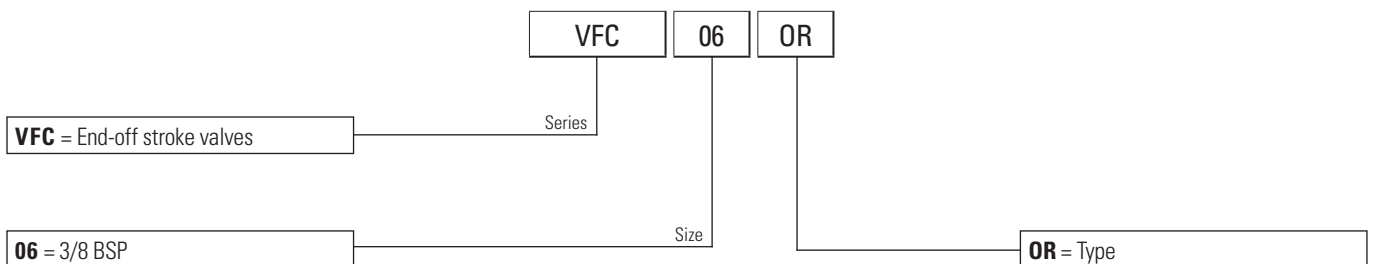 VFC 06 OR
Series
VFC = End-off stroke valves
Size
06 = 3/8 BSP
OR = Type